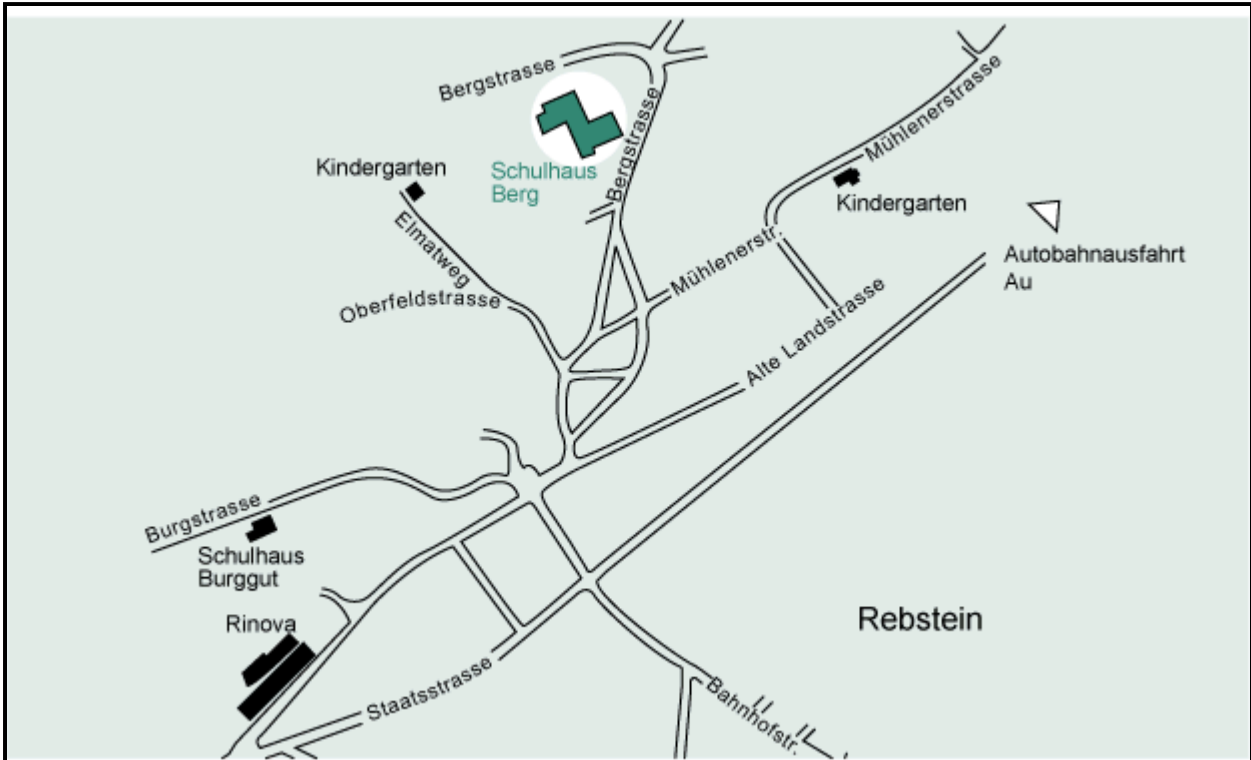 Bergstrasse
Mühlenerstrasse
Bergstrasse
Kindergarten
Schulhaus
Berg
Kindergarten
Elmatweg
Mühlenerstr.
Autobahnausfahrt
Au
Oberfeldstrasse
Alte Landstrasse
Burgstrasse
Schulhaus
Burggut
Rinova
Rebstein
Staatsstrasse
Bahnhofstr.